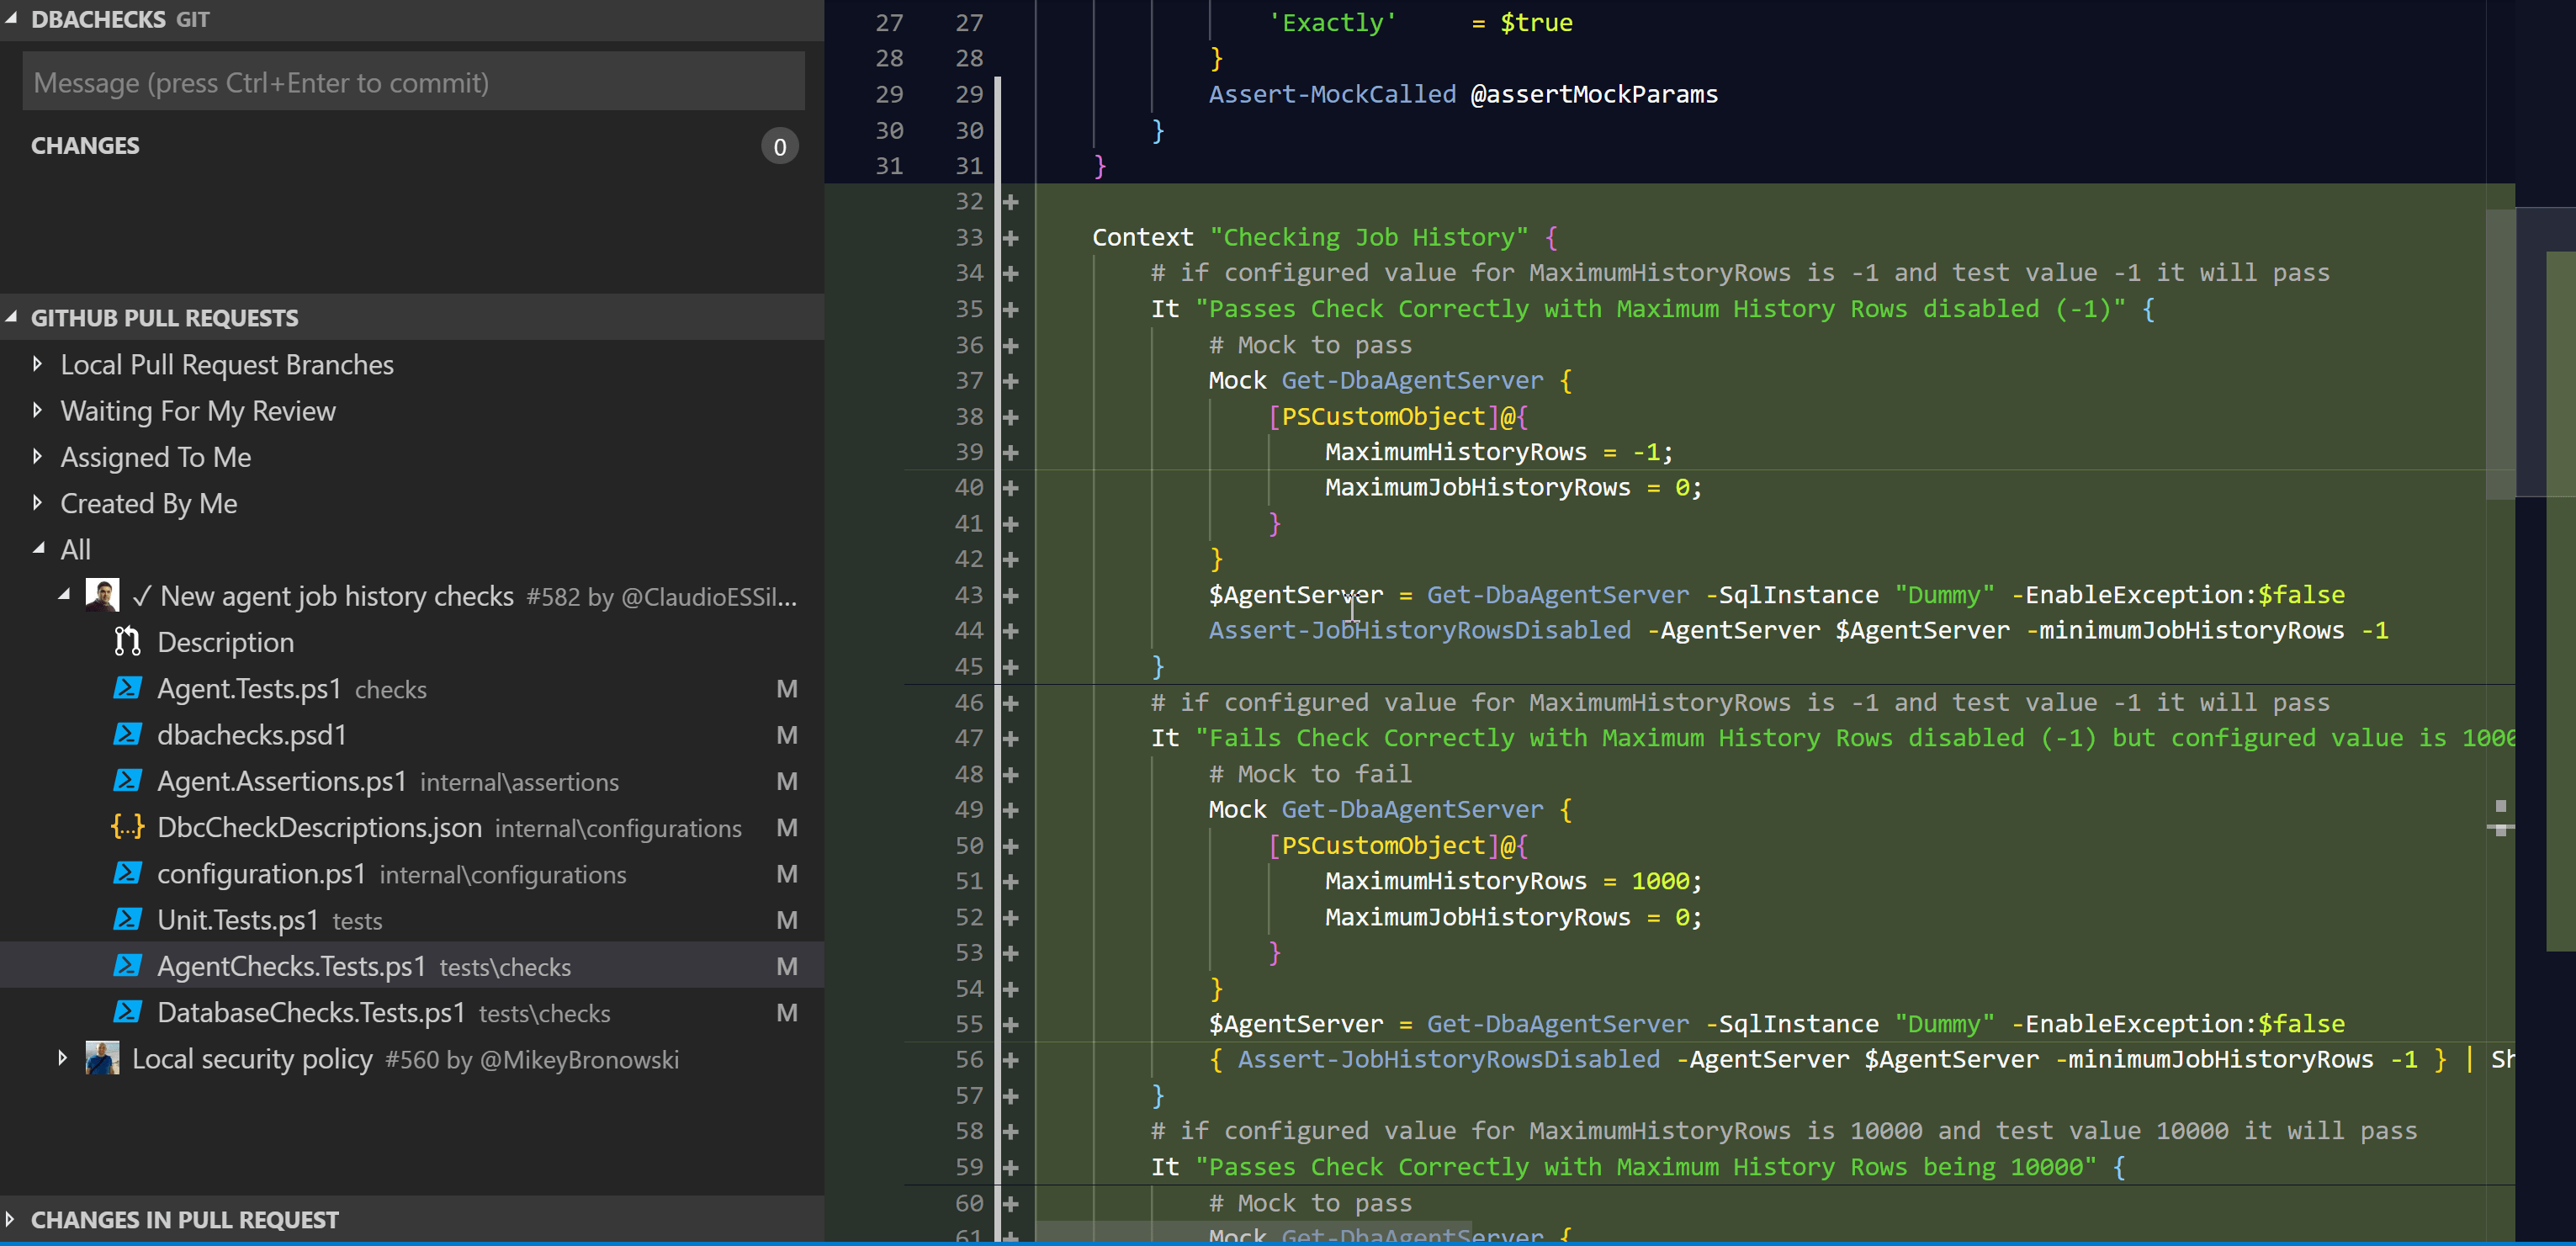 DBACHECKS GIT
Message (press Ctrl+Enter to commit)
CHANGES 0
GITHUB PULL REQUESTS
Local Pull Request Branches
Waiting For My Review
Assigned To Me
Created By Me
All
✓ New agent job history checks #582 by @ClaudioESSil...
Description
Agent.Tests.ps1 checks M
dbachecks.psd1 M
Agent.Assertions.ps1 internal\assertions M
{...} DbcCheckDescriptions.json internal\configurations M
configuration.ps1 internal\configurations M
Unit.Tests.ps1 tests M
AgentChecks.Tests.ps1 tests\checks M
DatabaseChecks.Tests.ps1 tests\checks M
Local security policy #560 by @MikeyBronowski
CHANGES IN PULL REQUEST
27 27 'Exactly' = $true
28 28 }
29 29 Assert-MockCalled @assertMockParams
30 30 }
31 31 }
32 +
33 + Context "Checking Job History" {
34 + # if configured value for MaximumHistoryRows is -1 and test value -1 it will pass
35 + It "Passes Check Correctly with Maximum History Rows disabled (-1)" {
36 + # Mock to pass
37 + Mock Get-DbaAgentServer {
38 + [PSCustomObject]@{
39 + MaximumHistoryRows = -1;
40 + MaximumJobHistoryRows = 0;
41 + }
42 + }
43 + $AgentServer = Get-DbaAgentServer -SqlInstance "Dummy" -EnableException:$false
44 + Assert-JobHistoryRowsDisabled -AgentServer $AgentServer -minimumJobHistoryRows -1
45 + }
46 + # if configured value for MaximumHistoryRows is -1 and test value -1 it will pass
47 + It "Fails Check Correctly with Maximum History Rows disabled (-1) but configured value is 1000
48 + # Mock to fail
49 + Mock Get-DbaAgentServer {
50 + [PSCustomObject]@{
51 + MaximumHistoryRows = 1000;
52 + MaximumJobHistoryRows = 0;
53 + }
54 + }
55 + $AgentServer = Get-DbaAgentServer -SqlInstance "Dummy" -EnableException:$false
56 + { Assert-JobHistoryRowsDisabled -AgentServer $AgentServer -minimumJobHistoryRows -1 } | Sh
57 + }
58 + # if configured value for MaximumHistoryRows is 10000 and test value 10000 it will pass
59 + It "Passes Check Correctly with Maximum History Rows being 10000" {
60 + # Mock to pass
61 + Mock Get-DbaAgentServer {